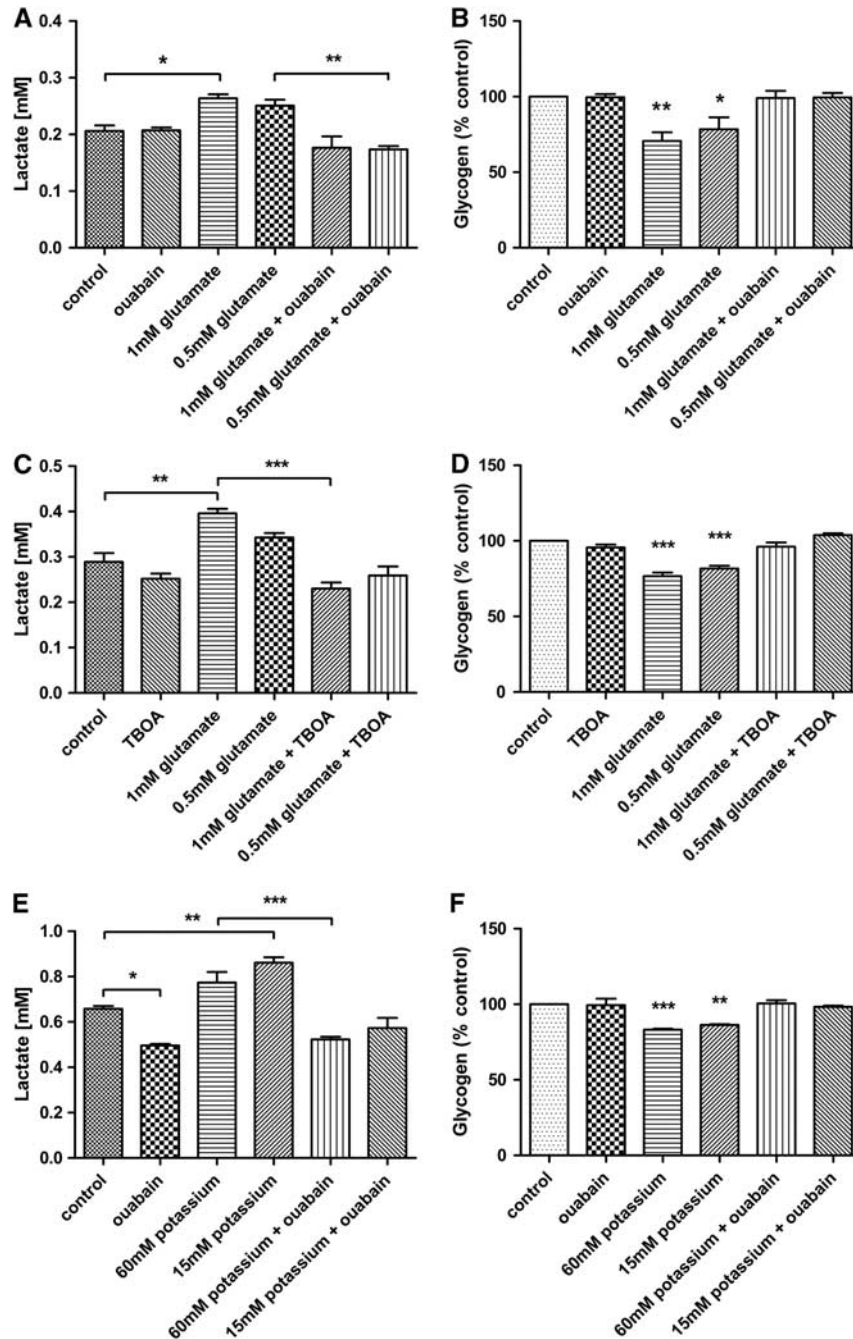 A
Lactate [mM]
0.4
0.3
0.2
0.1
0.0
*
**
control
ouabain
1mM glutamate
0.5mM glutamate
1mM glutamate + ouabain
0.5mM glutamate + ouabain
B
Glycogen (% control)
150
100
75
50
0
**
*
control
ouabain
1mM glutamate
0.5mM glutamate
1mM glutamate + ouabain
0.5mM glutamate + ouabain
C
Lactate [mM]
0.5
0.4
0.3
0.2
0.1
0.0
**
***
control
TBOA
1mM glutamate
0.5mM glutamate
1mM glutamate + TBOA
0.5mM glutamate + TBOA
D
Glycogen (% control)
150
100
50
0
***
***
control
TBOA
1mM glutamate
0.5mM glutamate
1mM glutamate + TBOA
0.5mM glutamate + TBOA
E
Lactate [mM]
1.0
0.8
0.6
0.4
0.2
0.0
*
**
***
control
ouabain
60mM potassium
15mM potassium
60mM potassium + ouabain
15mM potassium + ouabain
F
Glycogen (% control)
150
100
50
0
***
**
control
ouabain
60mM potassium
15mM potassium
60mM potassium + ouabain
15mM potassium + ouabain